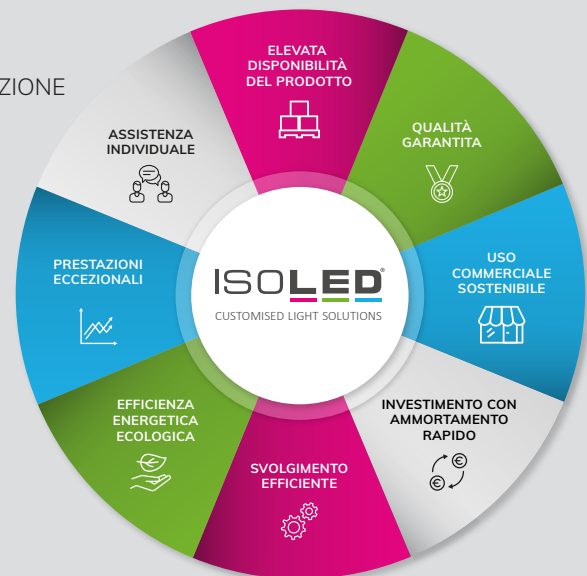 ZIONE
ELEVATA
DISPONIBILITÀ
DEL PRODOTTO
QUALITÀ
GARANTITA
USO
COMMERCIALE
SOSTENIBILE
INVESTIMENTO CON
AMMORTAMENTO
RAPIDO
SVOLGIMENTO
EFFICIENTE
EFFICIENZA
ENERGETICA
ECOLOGICA
PRESTAZIONI
ECCEZIONALI
ASSISTENZA
INDIVIDUALE
ISOLED®
CUSTOMISED LIGHT SOLUTIONS